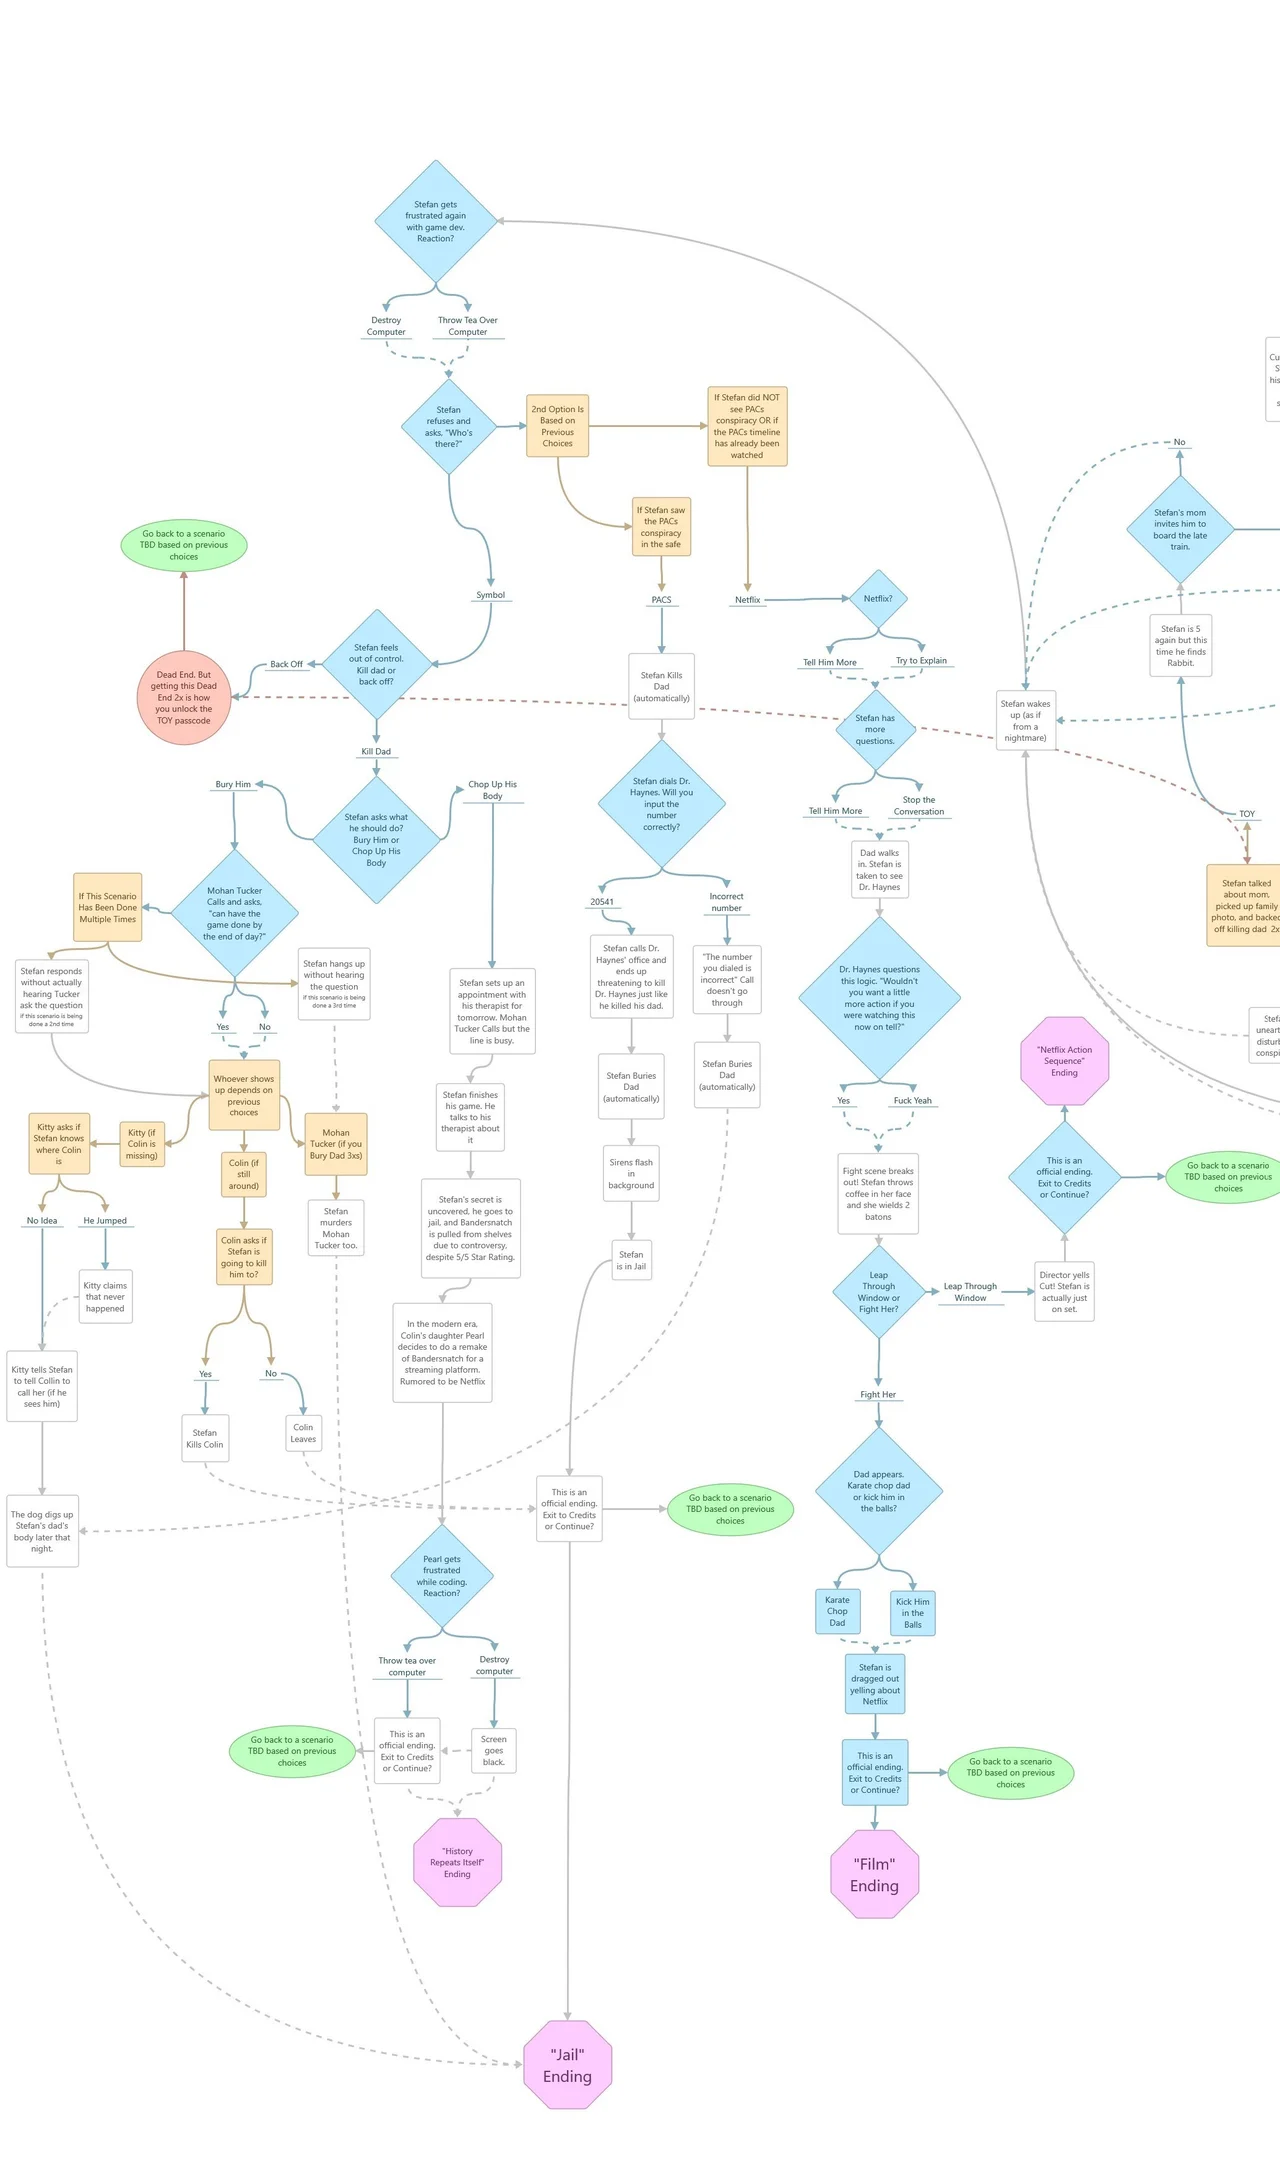 Stefan gets
frustrated again
with game dev.
Reaction?
Destroy
Computer
Throw Tea Over
Computer
Stefan
refuses and
asks, "Who's
there?"
2nd Option Is
Based on
Previous
Choices
If Stefan did NOT
see PACs
conspiracy OR if
the PACs timeline
has already been
watched
If Stefan saw
the PACs
conspiracy
in the safe
No
Stefan's mom
invites him to
board the late
train.
Go back to a scenario
TBD based on previous
choices
Symbol
PACS
Netflix
Netflix?
Stefan is 5
again but this
time he finds
Rabbit.
Stefan feels
out of control.
Kill dad or
back off?
Back Off
Dead End. But
getting this Dead
End 2x is how
you unlock the
TOY passcode
Stefan Kills
Dad
(automatically)
Tell Him More
Try to Explain
Stefan has
more
questions.
Stefan wakes
up (as if
from a
nightmare)
Kill Dad
Bury Him
Chop Up His
Body
Stefan asks what
he should do?
Bury Him or
Chop Up His
Body
Stefan dials Dr.
Haynes. Will you
input the
number
correctly?
Tell Him More
Stop the
Conversation
TOY
Dad walks
in. Stefan is
taken to see
Dr. Haynes
Stefan talked
about mom,
picked up family
photo, and backed
off killing dad 2x
If This Scenario
Has Been Done
Multiple Times
Mohan Tucker
Calls and asks,
"can have the
game done by
the end of day?"
20541
Incorrect
number
Stefan responds
without actually
hearing Tucker
ask the question
if this scenario is being
done a 2nd time
Stefan hangs up
without hearing
the question
if this scenario is being
done a 3rd time
Stefan sets up an
appointment with
his therapist for
tomorrow. Mohan
Tucker Calls but the
line is busy.
Stefan calls Dr.
Haynes' office and
ends up
threatening to kill
Dr. Haynes just like
he killed his dad.
"The number
you dialed is
incorrect" Call
doesn't go
through
Dr. Haynes questions
this logic. "Wouldn't
you want a little
more action if you
were watching this
now on tell?"
Yes
No
"Netflix Action
Sequence"
Ending
Whoever shows
up depends on
previous
choices
Stefan finishes
his game. He
talks to his
therapist about
it
Stefan Buries
Dad
(automatically)
Stefan Buries
Dad
(automatically)
Yes
Fuck Yeah
Kitty asks if
Stefan knows
where Colin
is
Kitty (if
Colin is
missing)
Colin (if
still
around)
Mohan
Tucker (if you
Bury Dad 3xs)
Sirens flash
in
background
Fight scene breaks
out! Stefan throws
coffee in her face
and she wields 2
batons
This is an
official ending.
Exit to Credits
or Continue?
Go back to a scenario
TBD based on previous
choices
No Idea
He Jumped
Stefan
murders
Mohan
Tucker too.
Stefan's secret is
uncovered, he goes to
jail, and Bandersnatch
is pulled from shelves
due to controversy,
despite 5/5 Star Rating.
Colin asks if
Stefan is
going to kill
him to?
Stefan
is in Jail
Kitty claims
that never
happened
Leap
Through
Window or
Fight Her?
Leap Through
Window
Director yells
Cut! Stefan is
actually just
on set.
In the modern era,
Colin's daughter Pearl
decides to do a remake
of Bandersnatch for a
streaming platform.
Rumored to be Netflix
Kitty tells Stefan
to tell Collin to
call her (if he
sees him)
Yes
No
Fight Her
Stefan
Kills Colin
Colin
Leaves
The dog digs up
Stefan's dad's
body later that
night.
This is an
official ending.
Exit to Credits
or Continue?
Go back to a scenario
TBD based on previous
choices
Dad appears.
Karate chop dad
or kick him in
the balls?
Pearl gets
frustrated
while coding.
Reaction?
Karate
Chop
Dad
Kick Him
in the
Balls
Throw tea over
computer
Destroy
computer
Stefan is
dragged out
yelling about
Netflix
Go back to a scenario
TBD based on previous
choices
This is an
official ending.
Exit to Credits
or Continue?
Screen
goes
black.
This is an
official ending.
Exit to Credits
or Continue?
Go back to a scenario
TBD based on previous
choices
"History
Repeats Itself"
Ending
"Film"
Ending
"Jail"
Ending